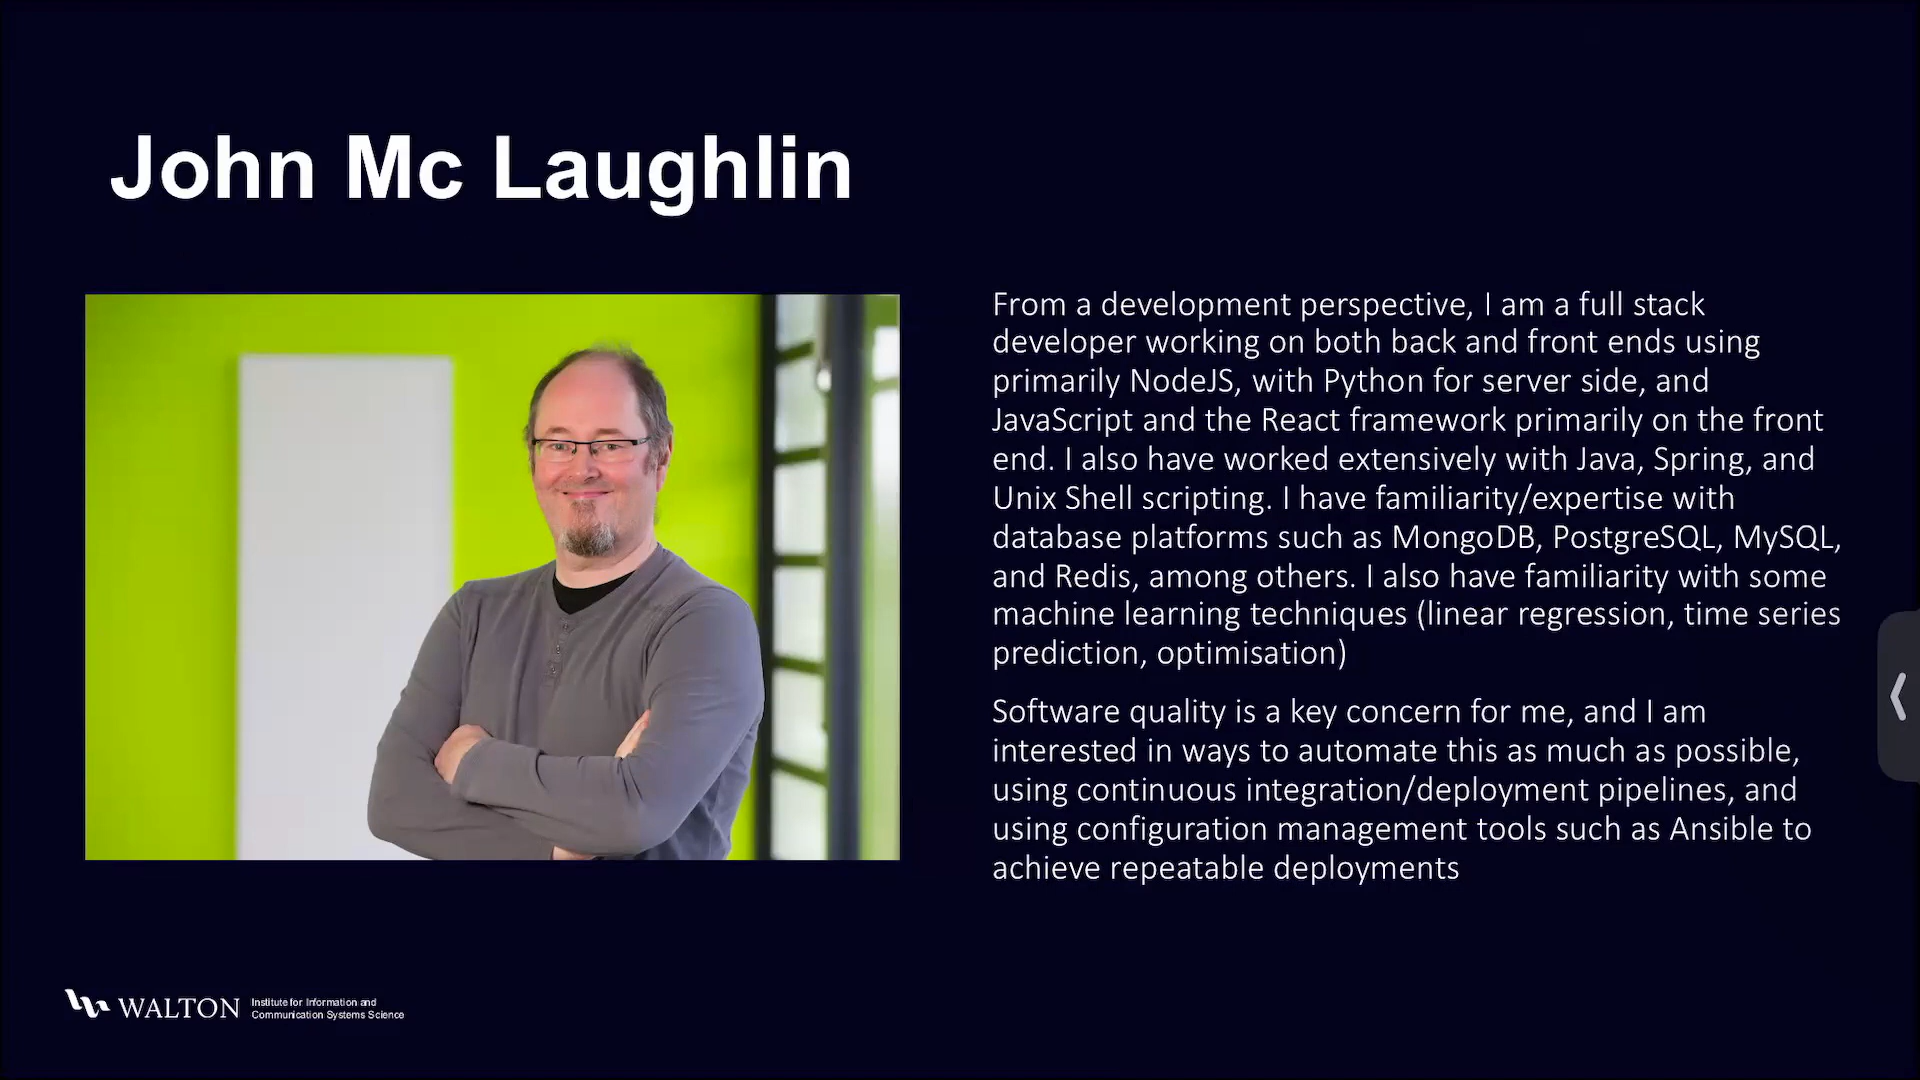 John Mc Laughlin
From a development perspective, I am a full stack
developer working on both back and front ends using
primarily NodeJS, with Python for server side, and
JavaScript and the React framework primarily on the front
end. I also have worked extensively with Java, Spring, and
Unix Shell scripting. I have familiarity/expertise with
database platforms such as MongoDB, PostgreSQL, MySQL,
and Redis, among others. I also have familiarity with some
machine learning techniques (linear regression, time series
prediction, optimisation)
Software quality is a key concern for me, and I am
interested in ways to automate this as much as possible,
using continuous integration/deployment pipelines, and
using configuration management tools such as Ansible to
achieve repeatable deployments
WALTON
Institute for Information and
Communication Systems Science